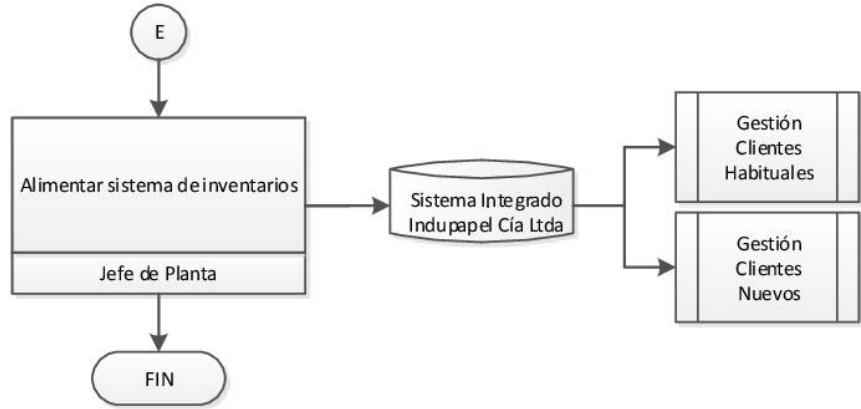 E
Alimentar sistema de inventarios
Jefe de Planta
FIN
Sistema Integrado
Indupapel Cía Ltda
Gestión
Clientes
Habituales
Gestión
Clientes
Nuevos